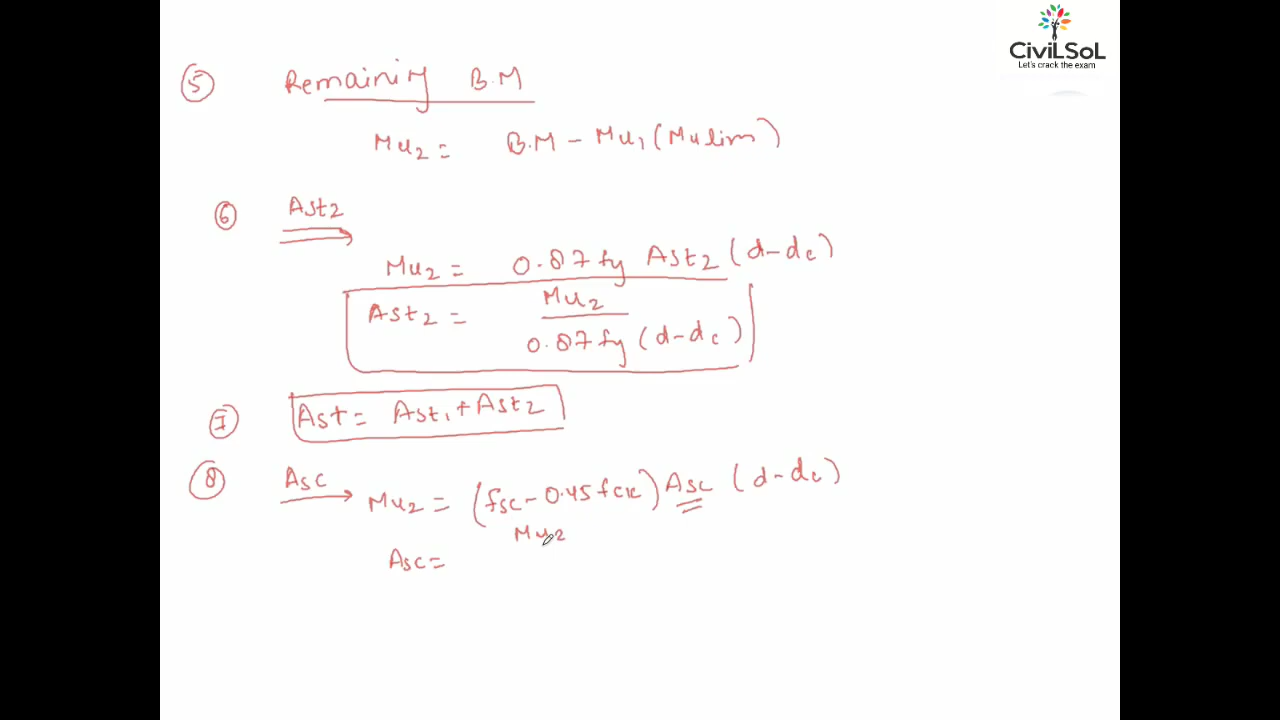 CiviLSoL
Let's crack the exam
5 Remaining B.M
Mu2 = B.M - Mu1 (Mulim)
6 Ast2
Mu2 = 0.87 fy Ast2 (d-dc)
Ast2 = Mu2
0.87 fy (d-dc)
7 Ast = Ast1 + Ast2
8 Asc
Mu2 = (fsc - 0.45 fck) Asc (d-dc)
Mu2
Asc =